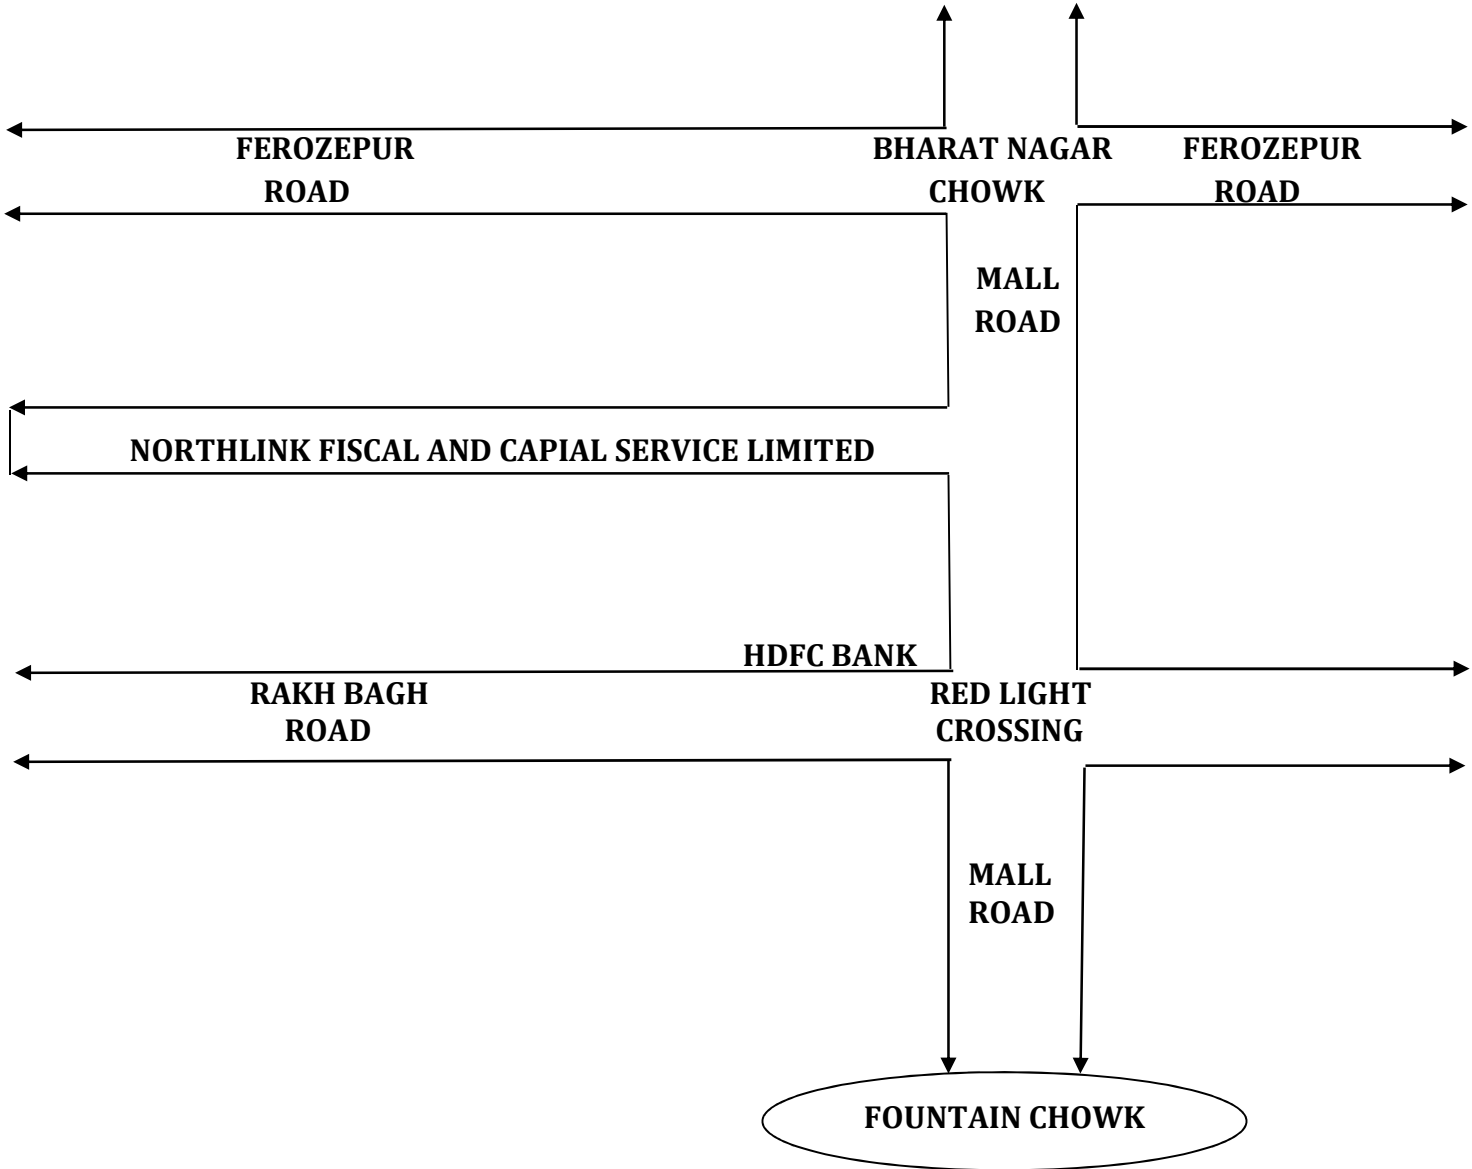 FEROZEPUR
ROAD
BHARAT NAGAR
CHOWK
FEROZEPUR
ROAD
MALL
ROAD
NORTHLINK FISCAL AND CAPIAL SERVICE LIMITED
HDFC BANK
RAKH BAGH
ROAD
RED LIGHT
CROSSING
MALL
ROAD
FOUNTAIN CHOWK